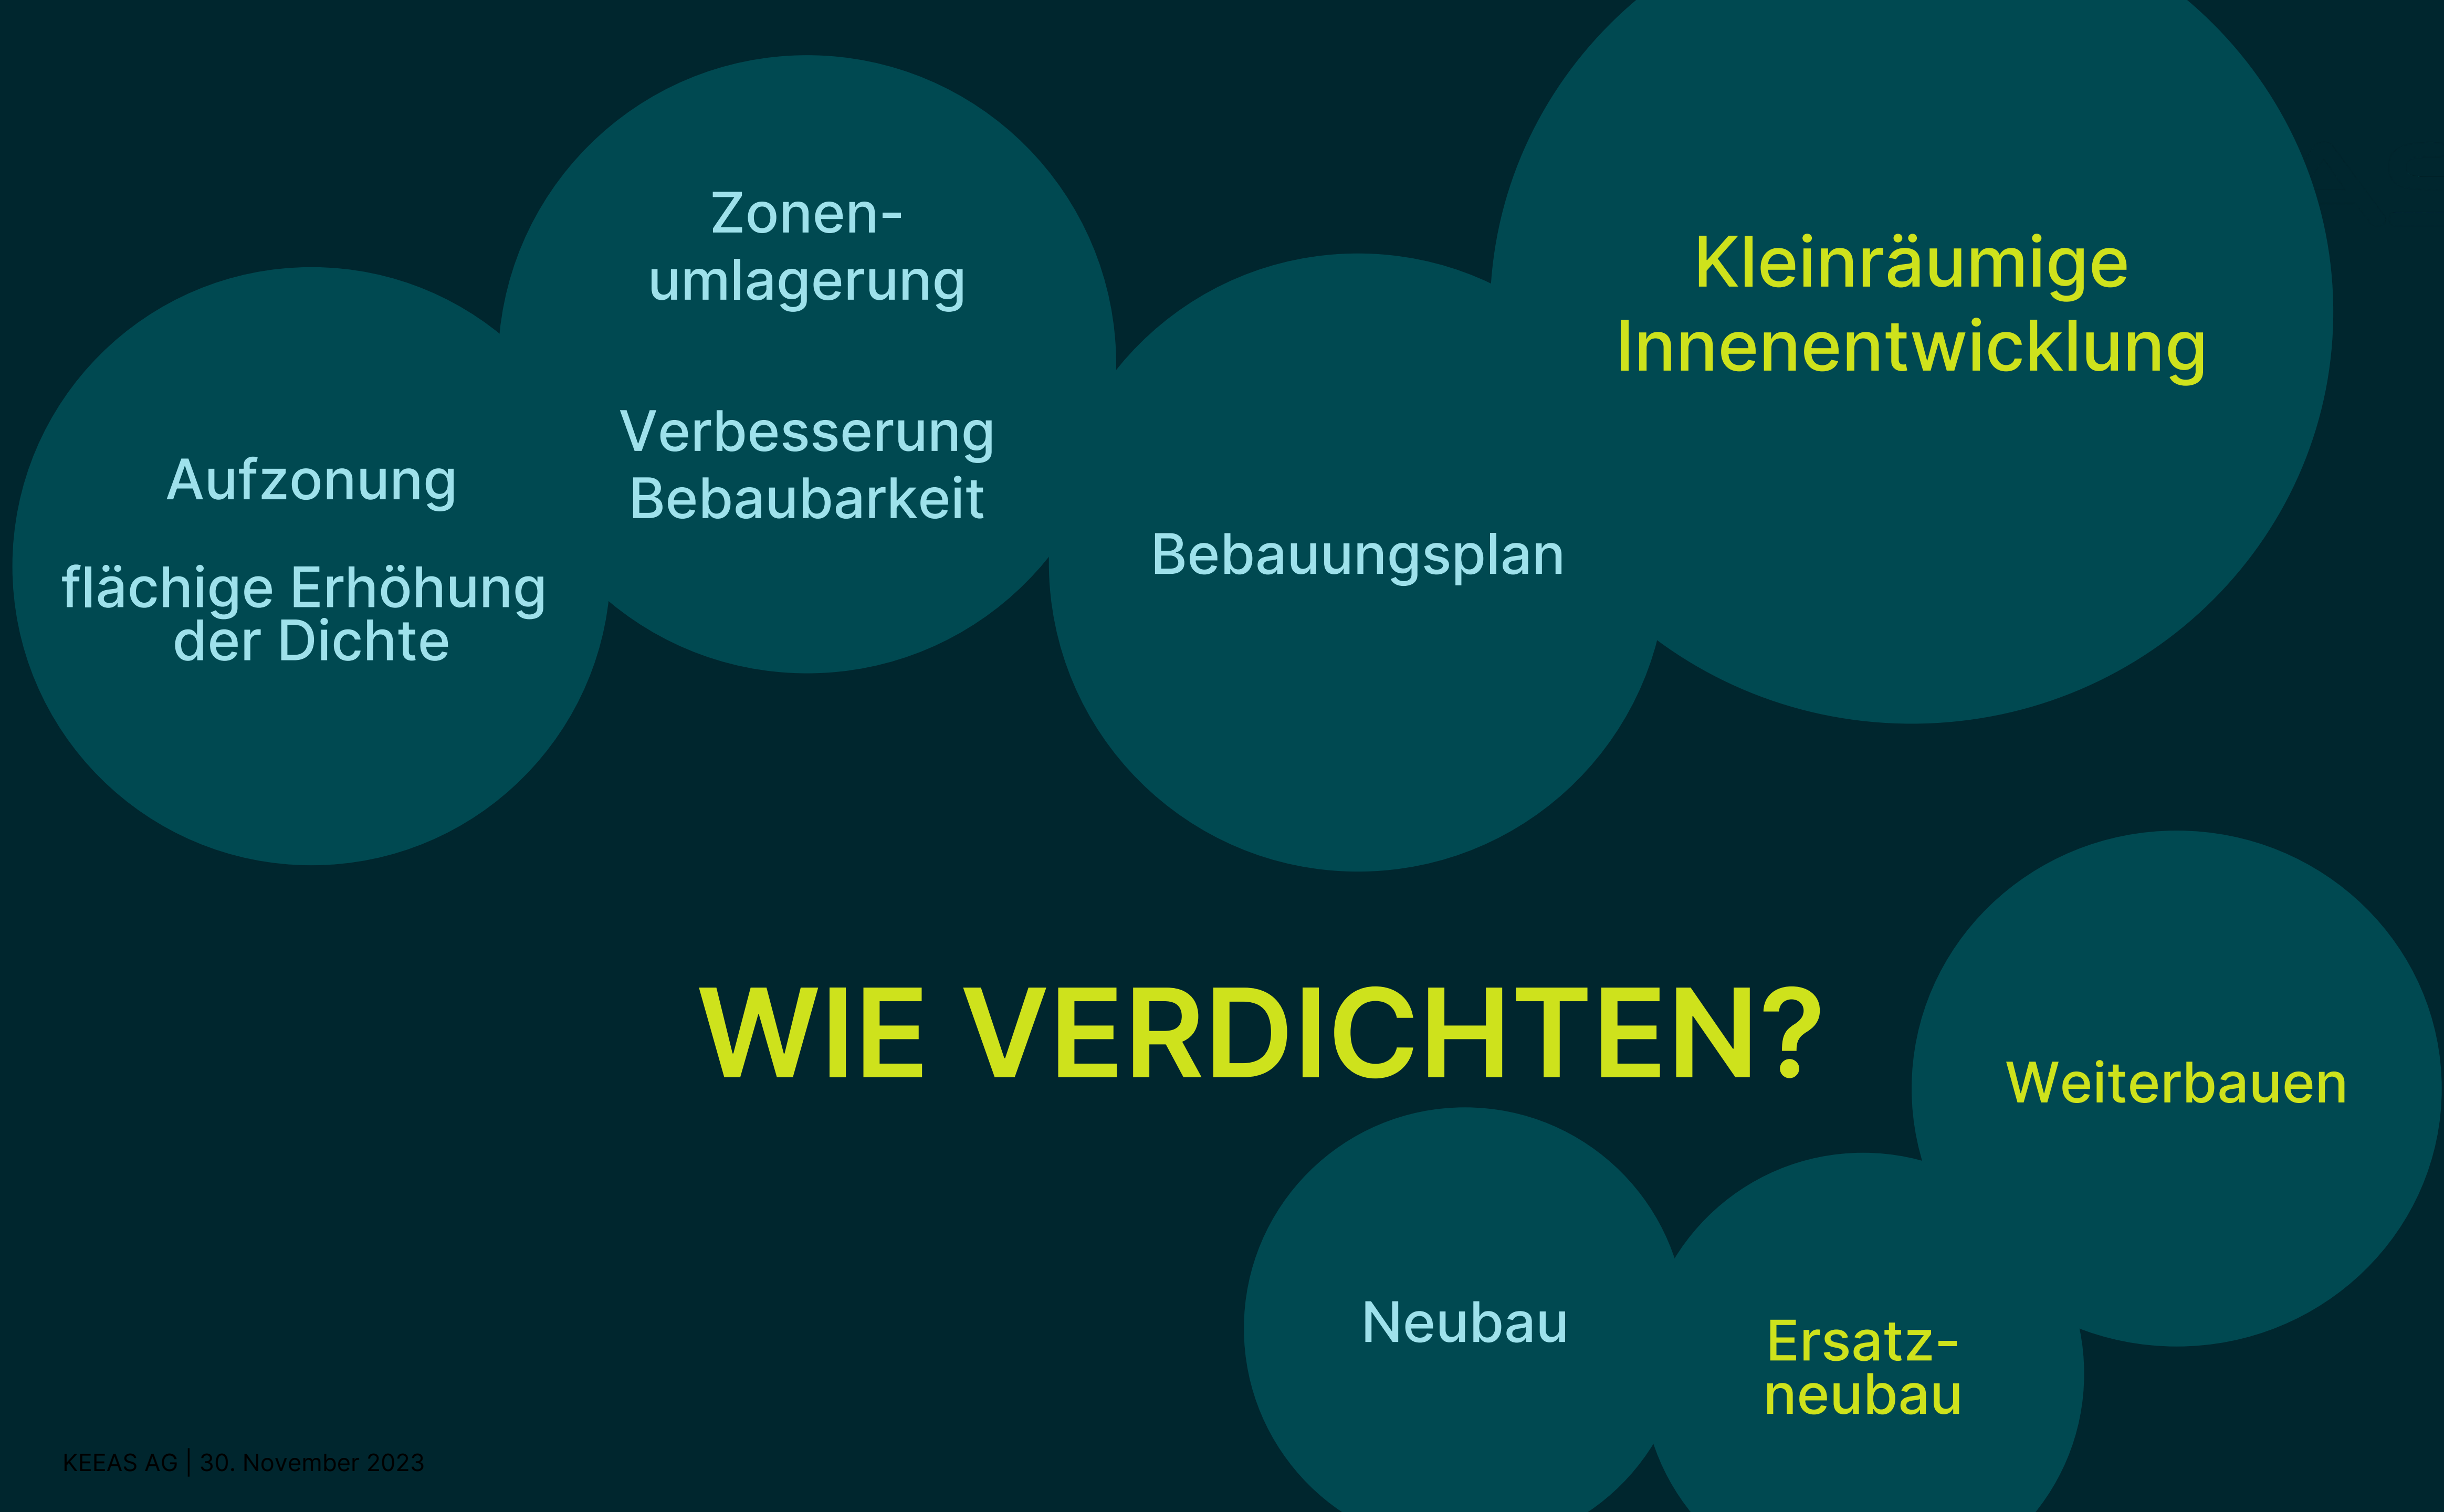 Zonen-
umlagerung
Verbesserung
Bebaubarkeit
Aufzonung
flächige Erhöhung
der Dichte
Bebauungsplan
Kleinräumige
Innenentwicklung
WIE VERDICHTEN?
Weiterbauen
Neubau
Ersatz-
neubau
KEEAS AG | 30. November 2023